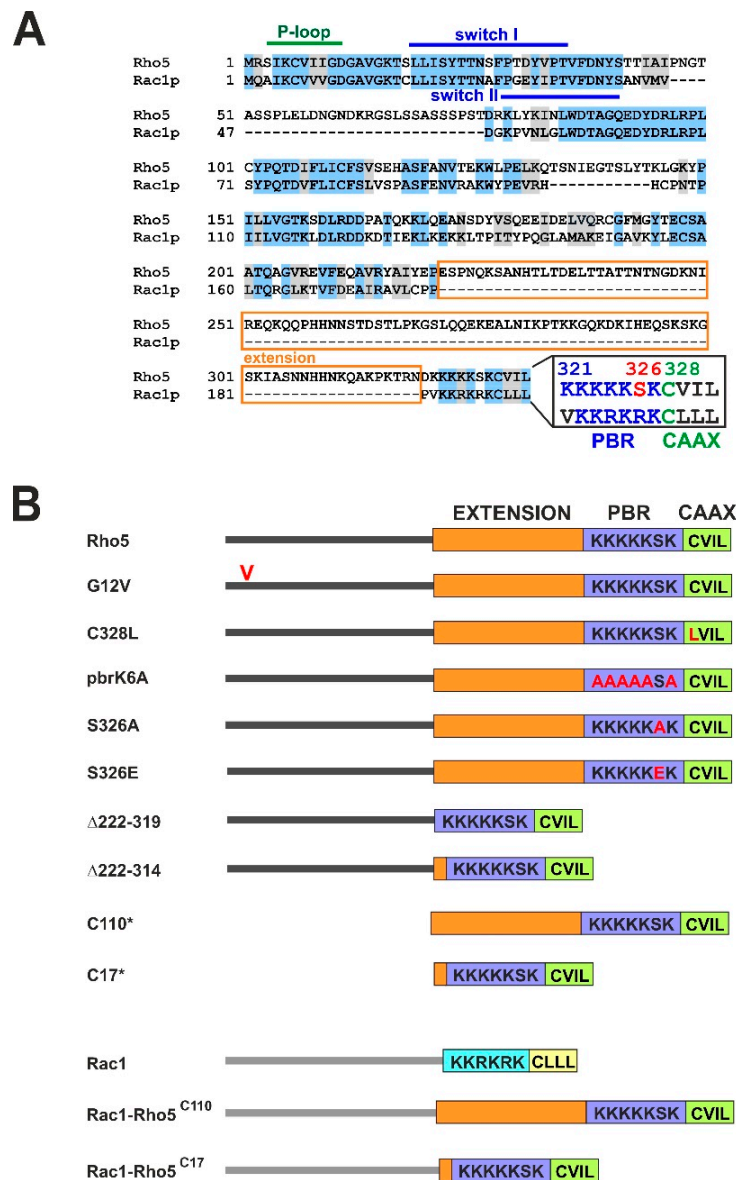 A
P-loop
switch I
Rho5 1 MRSIKCVIIGDGAVGKTSLLISYTTNSFPTDYVPTVFDNYSTTIAIPNGT
Rac1p 1 MQAIKCVVVGDGAVGKTCLLISYTTNAFPGEYIPTVFDNYSANVMV----
switch II
Rho5 51 ASSPLELDNGNDKRGSLSSASSSPSTDRKLYKINLWDTAGQEDYDRLRPL
Rac1p 47 --------------------------DGKPVNLGLWDTAGQEDYDRLRPL
Rho5 101 CYPQTDIFLICFSVSEHASFANVTEKWLPELKQTSNIEGTSLYTKLGKYP
Rac1p 71 SYPQTDVFLICFSLVSPASFENVRAKWYPEVRH-----------HCPNTP
Rho5 151 ILLVGTKSDLRDDPATQKKLQEANSDYVSQEEIDELVQRCGFMGYTECSA
Rac1p 110 IILVGTKLDLRDDKDTIEKLKEKKLTPITYPQGLAMAKEIGAVKYLECSA
Rho5 201 ATQAGVREVFEQAVRYAIYEPESPNQKSANHTLTDELTTATTNTNGDKNI
Rac1p 160 LTQRGLKTVFDEAIRAVLCPP-----------------------------
Rho5 251 REQKQQPHHNNSTDSTLPKGSLQQEKEALNIKPTKKGQKDKIHEQSKSKG
Rac1p --------------------------------------------------
extension
Rho5 301 SKIASNNHHNKQAKPKTRNDKKKKKSKCVIL
Rac1p 181 -------------------PVKKRKRKCLLL
321 326 328
KKKKKSKCVIL
VKKRKRKCLLL
PBR CAAX
B
EXTENSION PBR CAAX
Rho5 KKKKKSK CVIL
V
G12V KKKKKSK CVIL
C328L KKKKKSK LVIL
pbrK6A AAAAASA CVIL
S326A KKKKKAK CVIL
S326E KKKKKEK CVIL
Δ222-319 KKKKKSK CVIL
Δ222-314 KKKKKSK CVIL
C110* KKKKKSK CVIL
C17* KKKKKSK CVIL
Rac1 KKRKRK CLLL
Rac1-Rho5 C110 KKKKKSK CVIL
Rac1-Rho5 C17 KKKKKSK CVIL